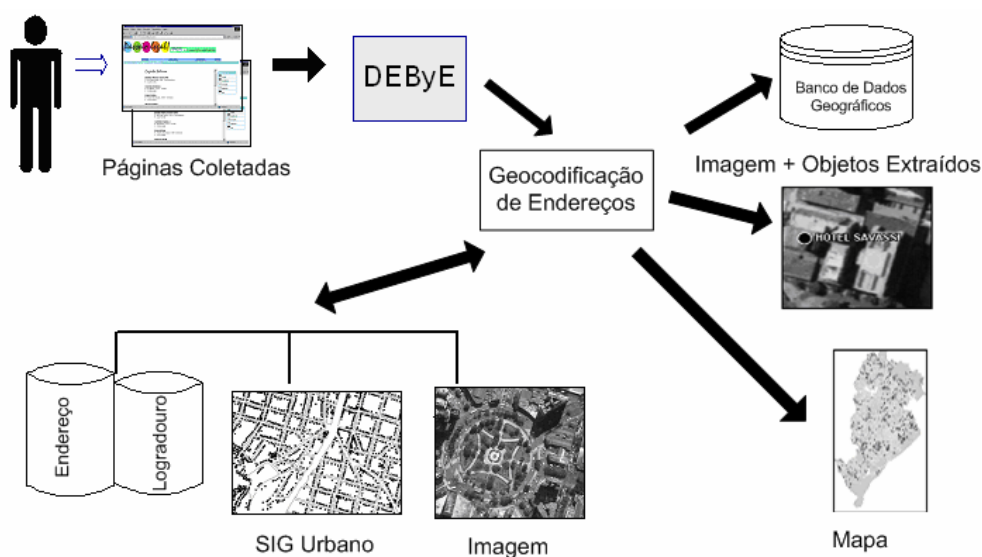 DEByE
Páginas Coletadas
Banco de Dados
Geográficos
Geocodificação
de Endereços
Imagem + Objetos Extraídos
HOTEL SAVASSI
Endereço
Logradouro
SIG Urbano
Imagem
Mapa